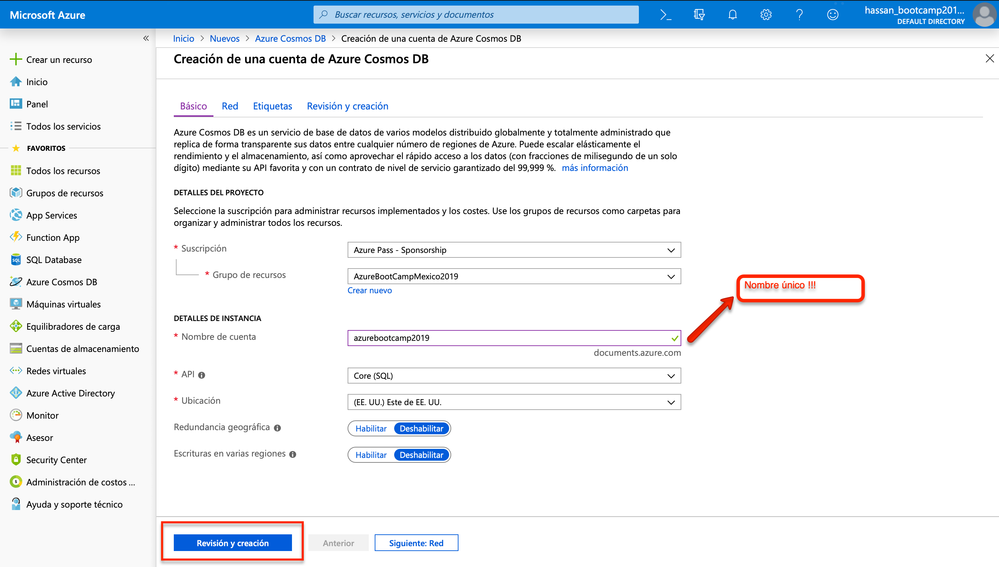 Microsoft Azure
Buscar recursos, servicios y documentos
hassan_bootcamp201...
DEFAULT DIRECTORY
Inicio > Nuevos > Azure Cosmos DB > Creación de una cuenta de Azure Cosmos DB
Creación de una cuenta de Azure Cosmos DB
Crear un recurso
Inicio
Panel
Todos los servicios
FAVORITOS
Todos los recursos
Grupos de recursos
App Services
Function App
SQL Database
Azure Cosmos DB
Máquinas virtuales
Equilibradores de carga
Cuentas de almacenamiento
Redes virtuales
Azure Active Directory
Monitor
Asesor
Security Center
Administración de costos ...
Ayuda y soporte técnico
Básico Red Etiquetas Revisión y creación
Azure Cosmos DB es un servicio de base de datos de varios modelos distribuido globalmente y totalmente administrado que
replica de forma transparente sus datos entre cualquier número de regiones de Azure. Puede escalar elásticamente el
rendimiento y el almacenamiento, así como aprovechar el rápido acceso a los datos (con fracciones de milisegundo de un solo
dígito) mediante su API favorita y con un contrato de nivel de servicio garantizado del 99,999 %. más información
DETALLES DEL PROYECTO
Seleccione la suscripción para administrar recursos implementados y los costes. Use los grupos de recursos como carpetas para
organizar y administrar todos los recursos.
* Suscripción
Azure Pass - Sponsorship
* Grupo de recursos
AzureBootCampMexico2019
Crear nuevo
Nombre único !!!
DETALLES DE INSTANCIA
* Nombre de cuenta
azurebootcamp2019
documents.azure.com
* API
Core (SQL)
* Ubicación
(EE. UU.) Este de EE. UU.
Redundancia geográfica
Habilitar Deshabilitar
Escrituras en varias regiones
Habilitar Deshabilitar
Revisión y creación
Anterior
Siguiente: Red